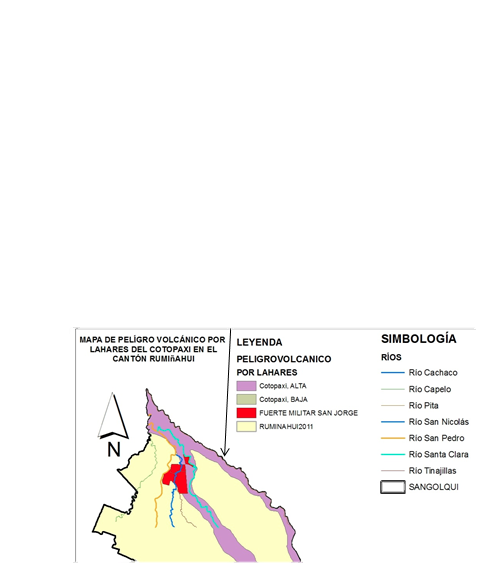 MAPA DE PELÍGRO VOLCÁNICO POR
LAHARES DEL COTOPAXI EN EL
CANTÓN RUMIñAHUI
N
LEYENDA
PELIGROVOLCANICO
POR LAHARES
Cotopaxi, ALTA
Cotopaxi, BAJA
FUERTE MILITAR SAN JORGE
RUMINAHUI2011
SIMBOLOGÍA
RÍOS
Río Cachaco
Río Capelo
Río Pita
Río San Nicolás
Río San Pedro
Río Santa Clara
Río Tinajillas
SANGOLQUI